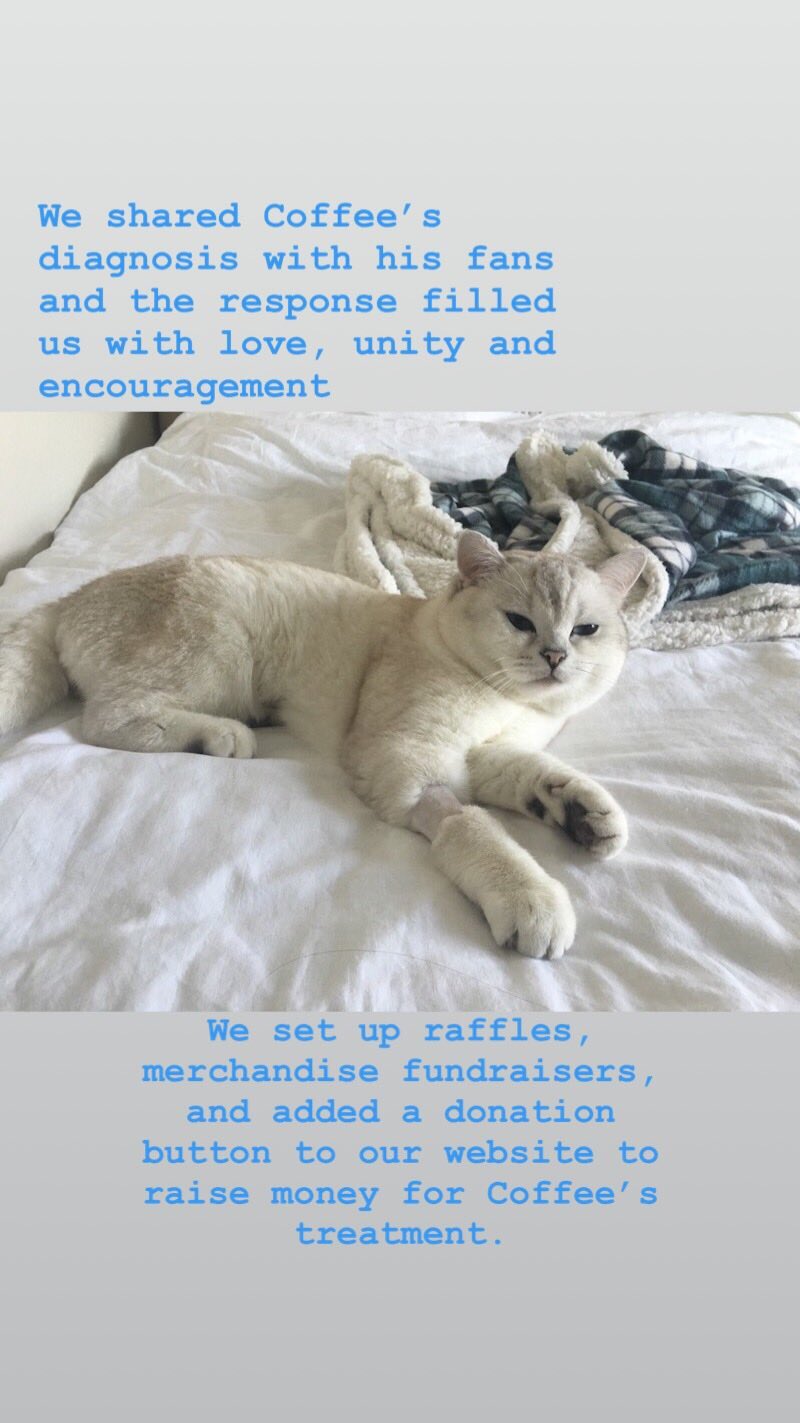 We shared Coffee’s
diagnosis with his fans
and the response filled
us with love, unity and
encouragement
We set up raffles,
merchandise fundraisers,
and added a donation
button to our website to
raise money for Coffee’s
treatment.